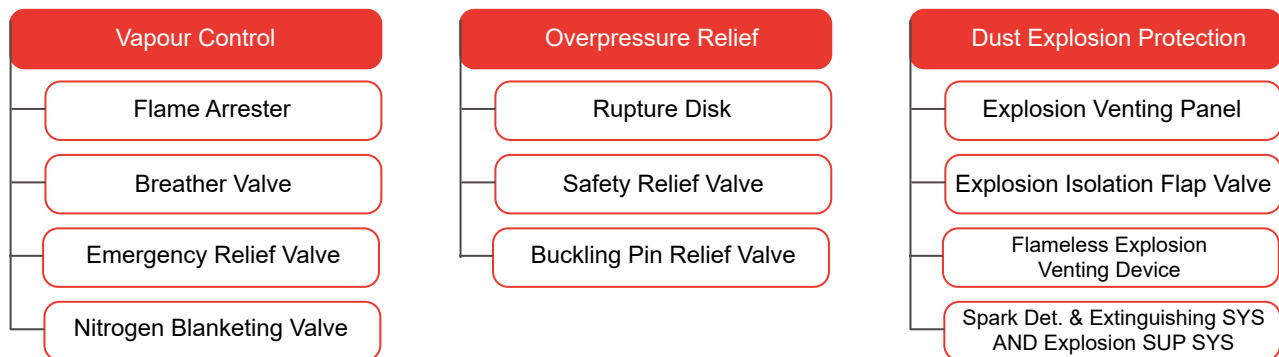 Vapour Control
Flame Arrester
Breather Valve
Emergency Relief Valve
Nitrogen Blanketing Valve
Overpressure Relief
Rupture Disk
Safety Relief Valve
Buckling Pin Relief Valve
Dust Explosion Protection
Explosion Venting Panel
Explosion Isolation Flap Valve
Flameless Explosion
Venting Device
Spark Det. & Extinguishing SYS
AND Explosion SUP SYS